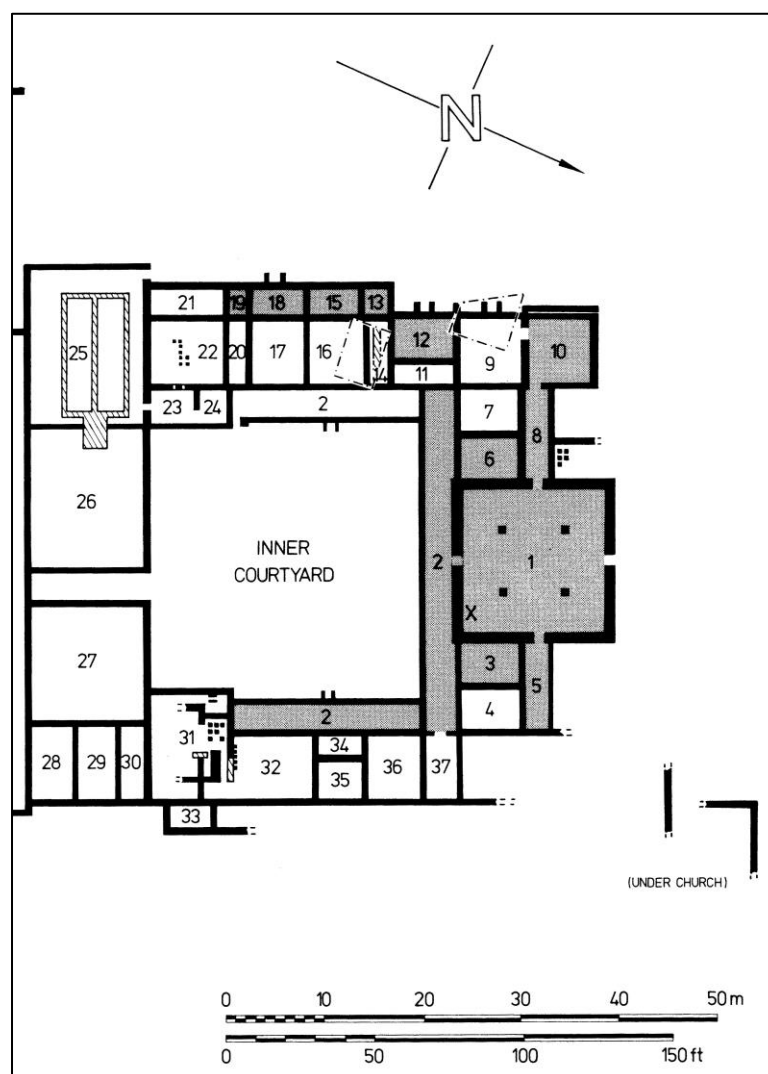 N
21 19 18 15 13
25 22 20 17 16 14 12 11 9 10
23 24 2 7 8
6
26
INNER
COURTYARD
2 1
X
27 3 5
4
31 2
28 29 30 32 34 35 36 37
33
(UNDER CHURCH)
0 10 20 30 40 50 m
0 50 100 150 ft